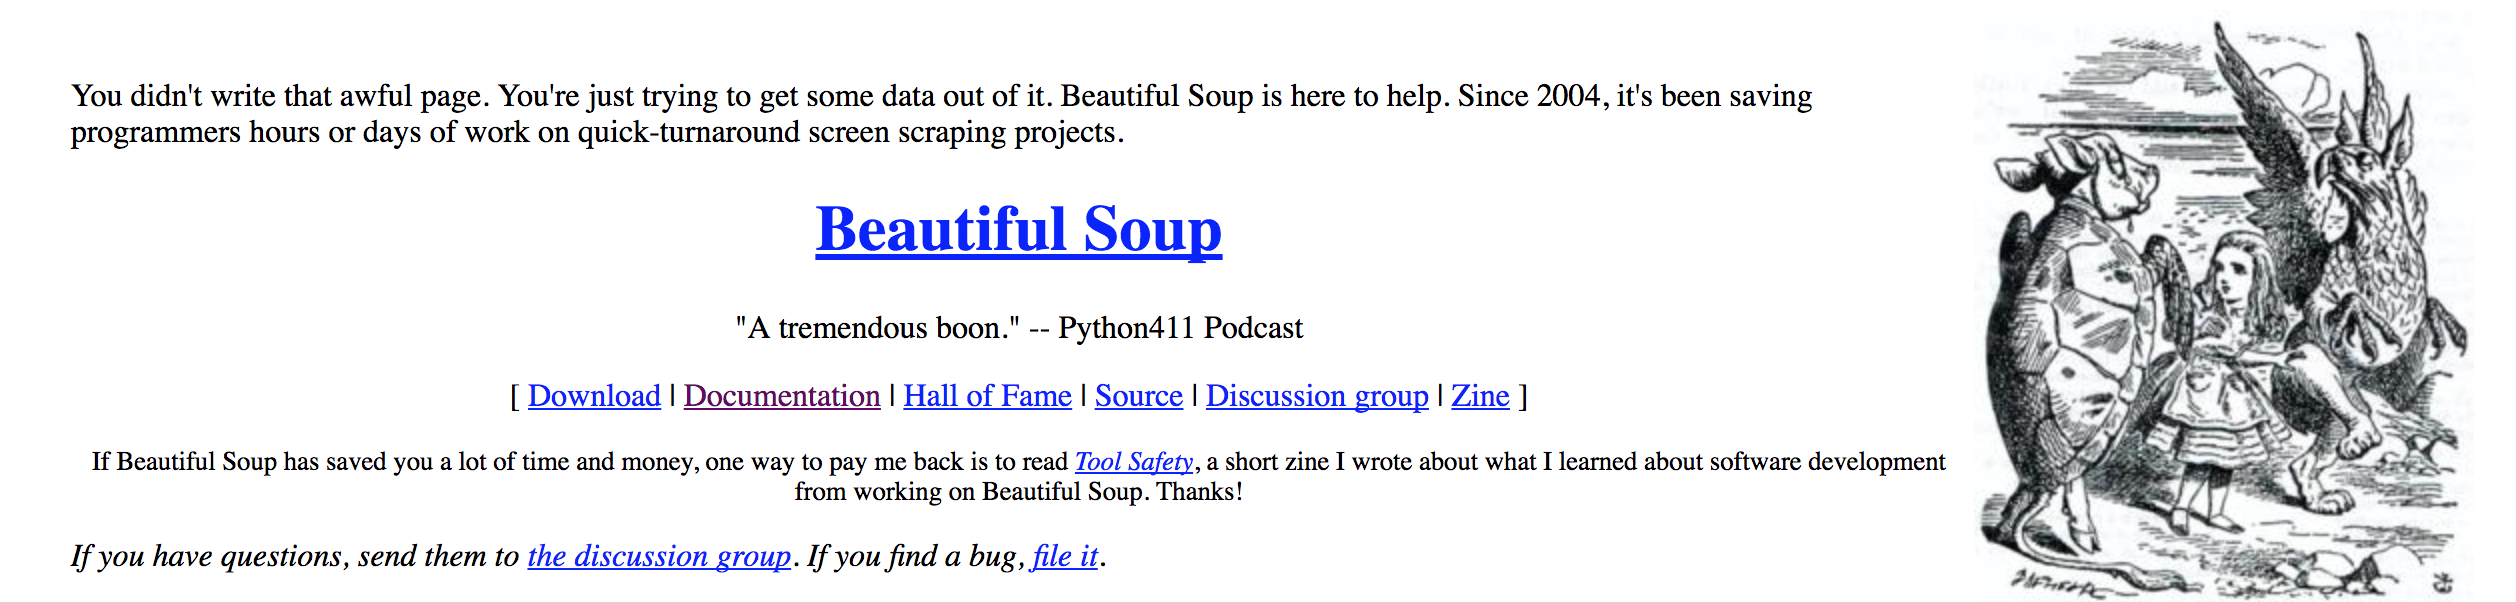 You didn't write that awful page. You're just trying to get some data out of it. Beautiful Soup is here to help. Since 2004, it's been saving
programmers hours or days of work on quick-turnaround screen scraping projects.
Beautiful Soup
"A tremendous boon." -- Python411 Podcast
[ Download | Documentation | Hall of Fame | Source | Discussion group | Zine ]
If Beautiful Soup has saved you a lot of time and money, one way to pay me back is to read Tool Safety, a short zine I wrote about what I learned about software development
from working on Beautiful Soup. Thanks!
If you have questions, send them to the discussion group. If you find a bug, file it.